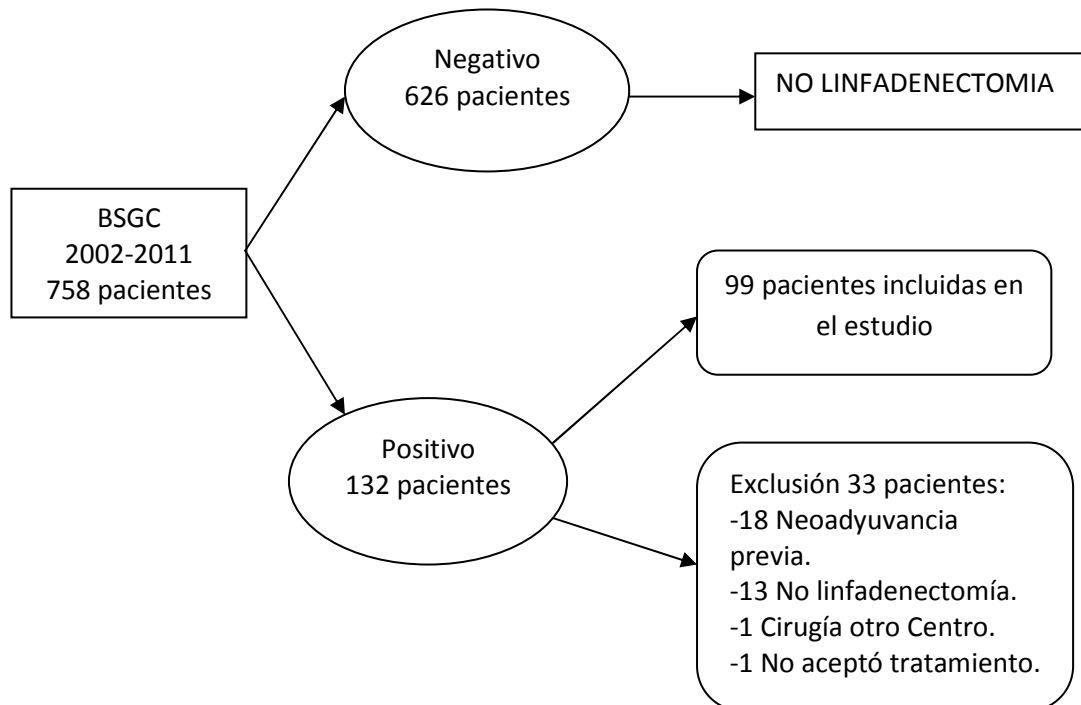 Negativo
626 pacientes
NO LINFADENECTOMIA
BSGC
2002-2011
758 pacientes
99 pacientes incluidas en
el estudio
Positivo
132 pacientes
Exclusión 33 pacientes:
-18 Neoadyuvancia
previa.
-13 No linfadenectomía.
-1 Cirugía otro Centro.
-1 No aceptó tratamiento.